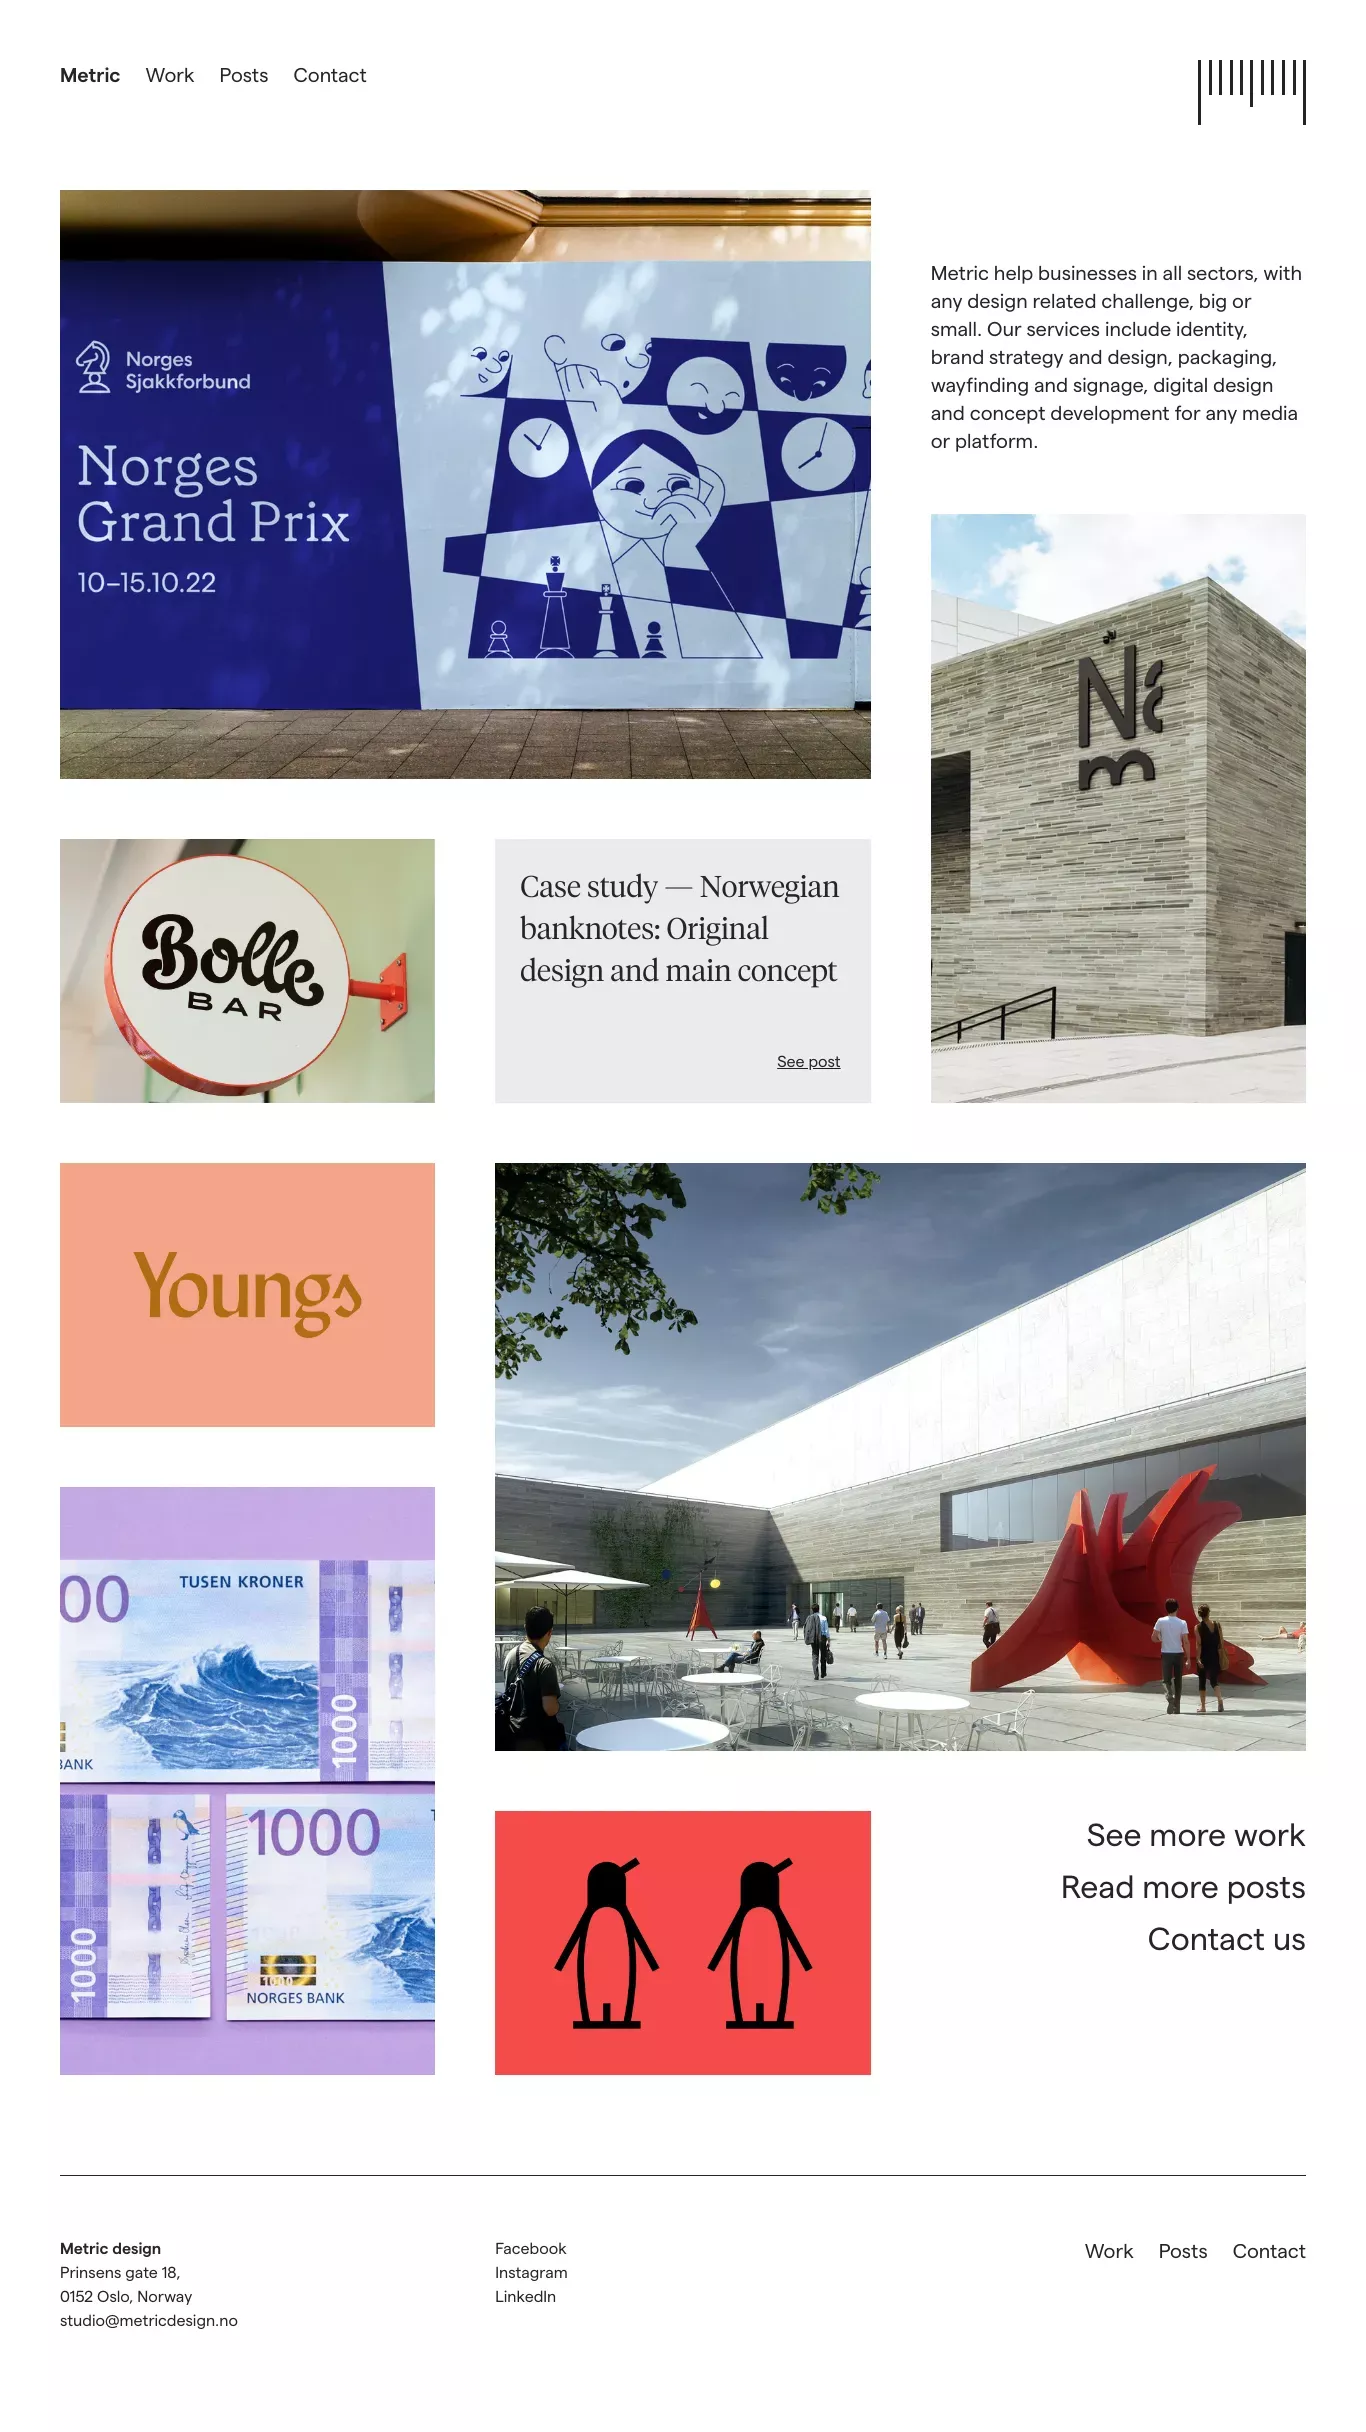 Metric Work Posts Contact
Norges
Sjakkforbund
Norges
Grand Prix
10–15.10.22
Metric help businesses in all sectors, with
any design related challenge, big or
small. Our services include identity,
brand strategy and design, packaging,
wayfinding and signage, digital design
and concept development for any media
or platform.
Na
m
Bolle
BAR
Case study — Norwegian
banknotes: Original
design and main concept
See post
Youngs
00
TUSEN KRONER
1000
BANK
1000
1000
1000
NORGES BANK
See more work
Read more posts
Contact us
Metric design
Prinsens gate 18,
0152 Oslo, Norway
studio@metricdesign.no
Facebook
Instagram
LinkedIn
Work Posts Contact